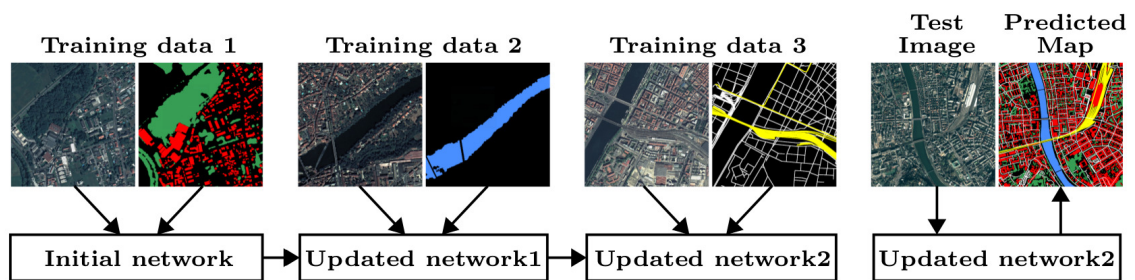 Training data 1
Training data 2
Training data 3
Test
Image
Predicted
Map
Initial network
Updated network1
Updated network2
Updated network2